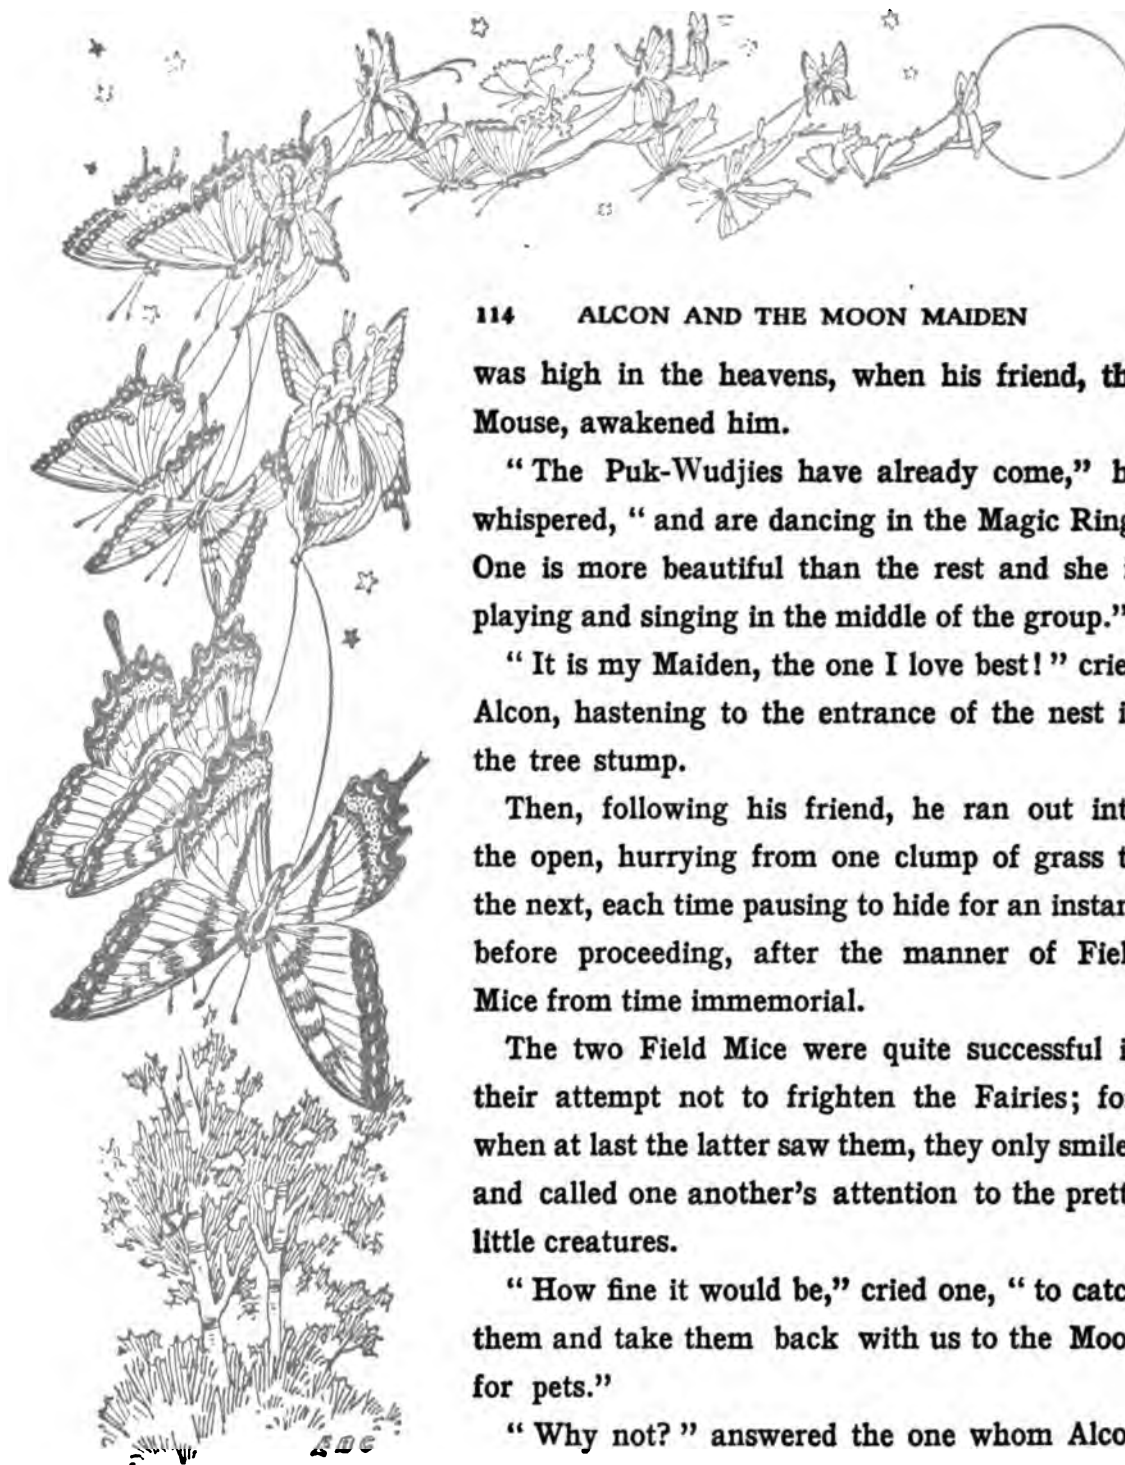 114 ALCON AND THE MOON MAIDEN
was high in the heavens, when his friend, th
Mouse, awakened him.
“ The Puk-Wudjies have already come,” h
whispered, “ and are dancing in the Magic Ring
One is more beautiful than the rest and she i
playing and singing in the middle of the group.”
“ It is my Maiden, the one I love best! ” crie
Alcon, hastening to the entrance of the nest i
the tree stump.
Then, following his friend, he ran out int
the open, hurrying from one clump of grass t
the next, each time pausing to hide for an instan
before proceeding, after the manner of Fiel
Mice from time immemorial.
The two Field Mice were quite successful i
their attempt not to frighten the Fairies; fo
when at last the latter saw them, they only smile
and called one another’s attention to the prett
little creatures.
“ How fine it would be,” cried one, “ to catc
them and take them back with us to the Moo
for pets.”
“ Why not? ” answered the one whom Alco